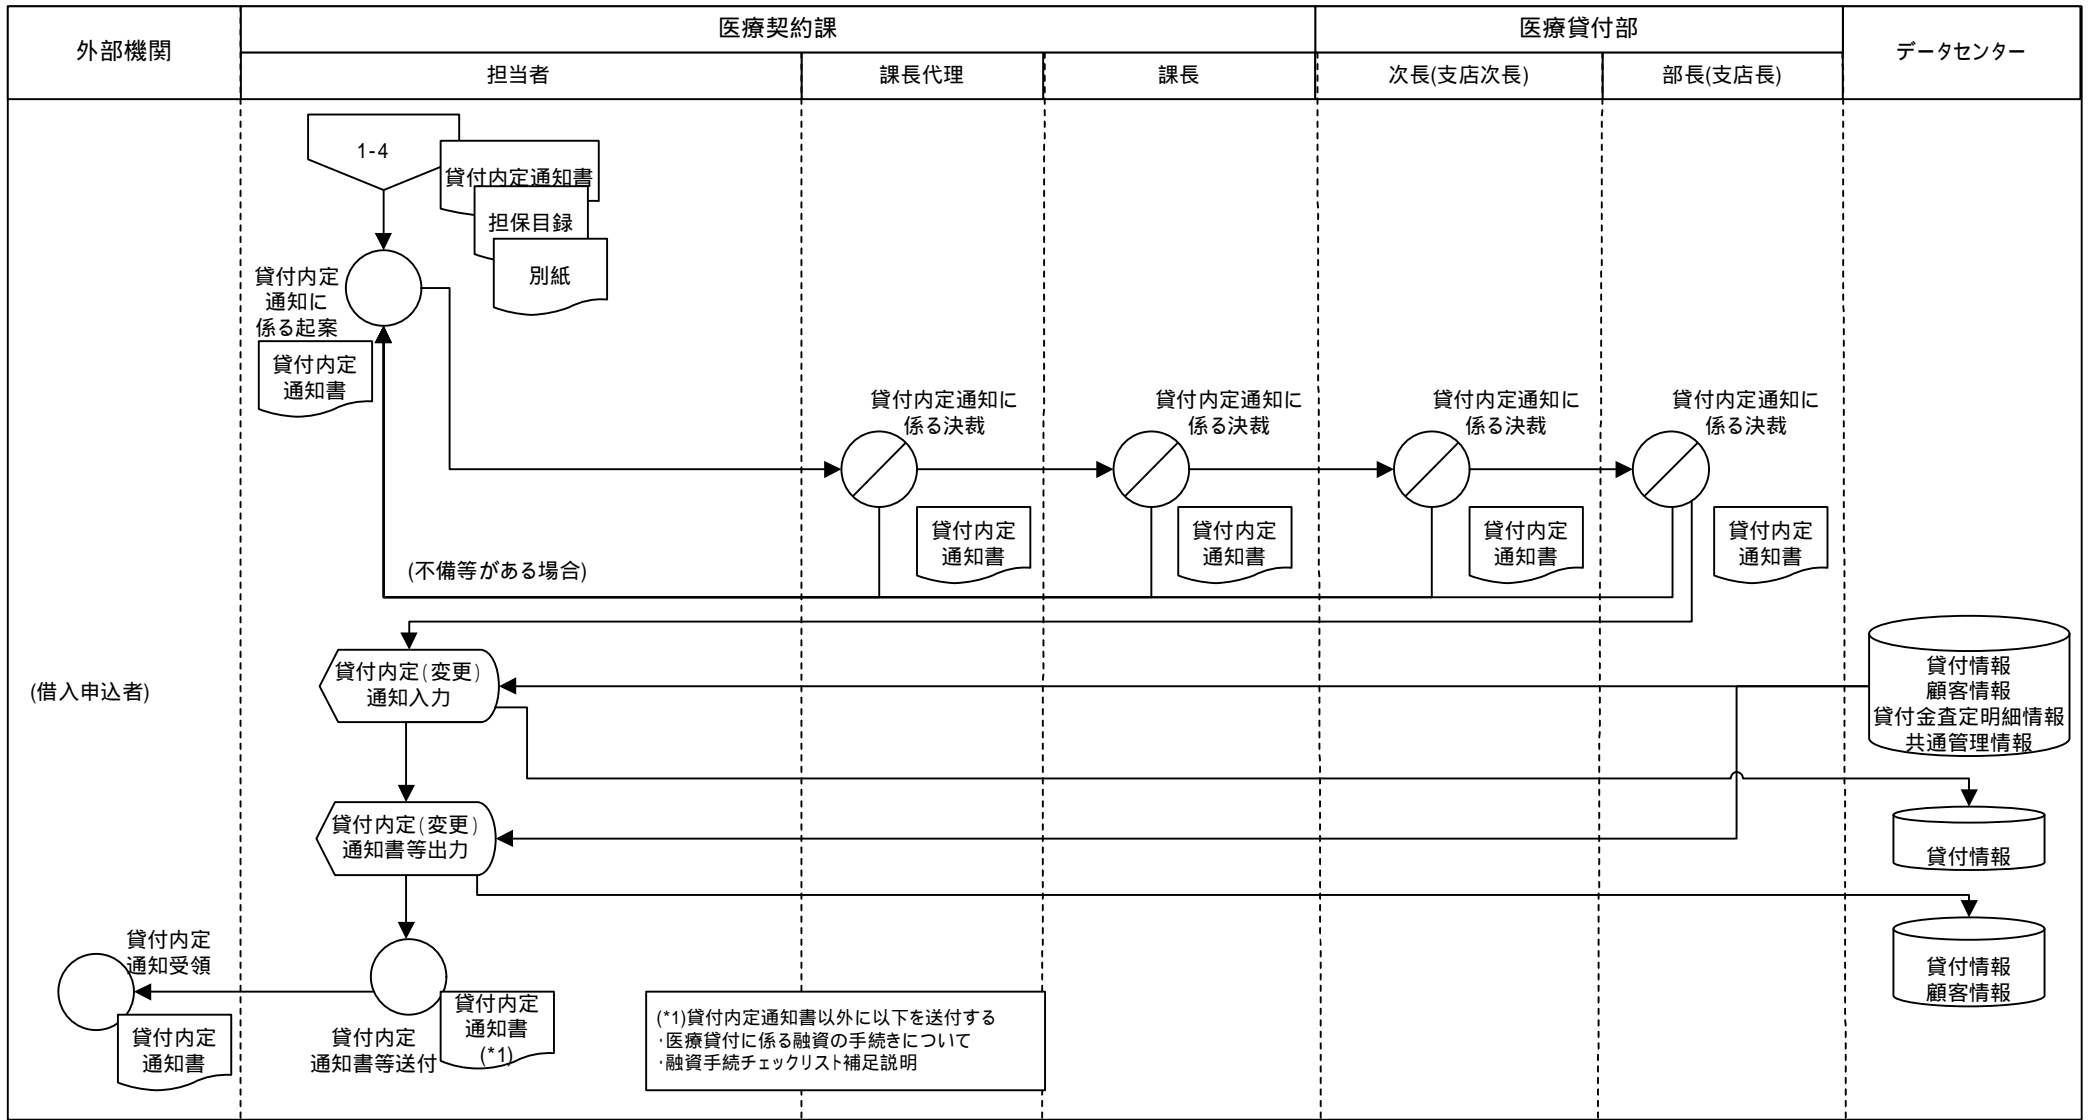 外部機関
医療契約課
医療貸付部
データセンター
担当者
課長代理
課長
次長(支店次長)
部長(支店長)
1-4
貸付内定通知書
担保目録
別紙
貸付内定
通知に
係る起案
貸付内定
通知書
貸付内定通知に
係る決裁
貸付内定通知に
係る決裁
貸付内定通知に
係る決裁
貸付内定通知に
係る決裁
貸付内定
通知書
貸付内定
通知書
貸付内定
通知書
貸付内定
通知書
(不備等がある場合)
(借入申込者)
貸付内定(変更)
通知入力
貸付情報
顧客情報
貸付金査定明細情報
共通管理情報
貸付内定(変更)
通知書等出力
貸付情報
貸付内定
通知受領
貸付内定
通知書
貸付内定
通知書等送付
貸付内定
通知書
(*1)
(*1)貸付内定通知書以外に以下を送付する
・医療貸付に係る融資の手続きについて
・融資手続チェックリスト補足説明
貸付情報
顧客情報